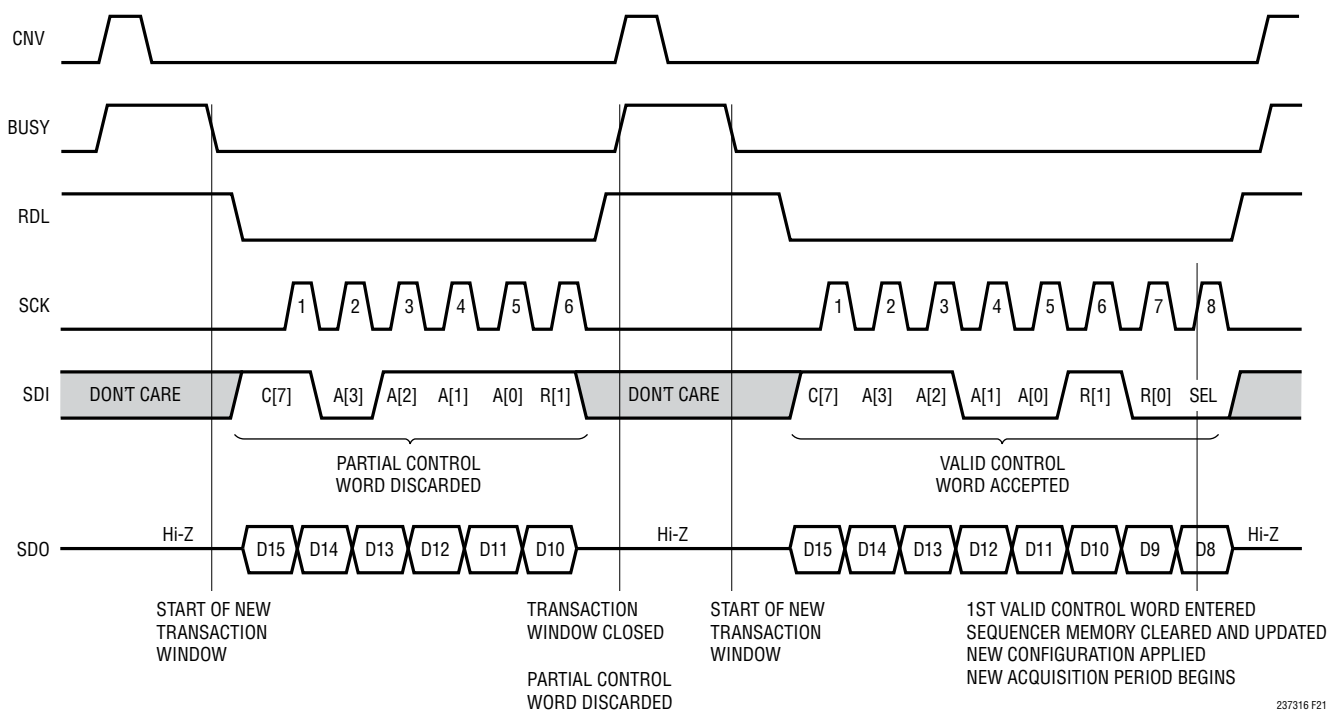 CNV
BUSY
RDL
SCK 1 2 3 4 5 6 1 2 3 4 5 6 7 8
SDI DON'T CARE C[7] A[3] A[2] A[1] A[0] R[1] DON'T CARE C[7] A[3] A[2] A[1] A[0] R[1] R[0] SEL
PARTIAL CONTROL
WORD DISCARDED
VALID CONTROL
WORD ACCEPTED
SDO Hi-Z D15 D14 D13 D12 D11 D10 Hi-Z D15 D14 D13 D12 D11 D10 D9 D8 Hi-Z
START OF NEW
TRANSACTION
WINDOW
TRANSACTION
WINDOW CLOSED
PARTIAL CONTROL
WORD DISCARDED
START OF NEW
TRANSACTION
WINDOW
1ST VALID CONTROL WORD ENTERED
SEQUENCER MEMORY CLEARED AND UPDATED
NEW CONFIGURATION APPLIED
NEW ACQUISITION PERIOD BEGINS
237316 F21